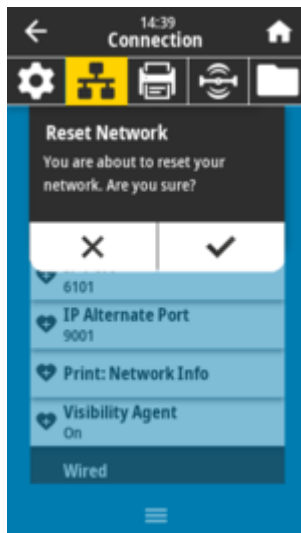 14:39
Connection
Reset Network
You are about to reset your
network. Are you sure?
6101
IP Alternate Port
9001
Print: Network Info
Visibility Agent
On
Wired